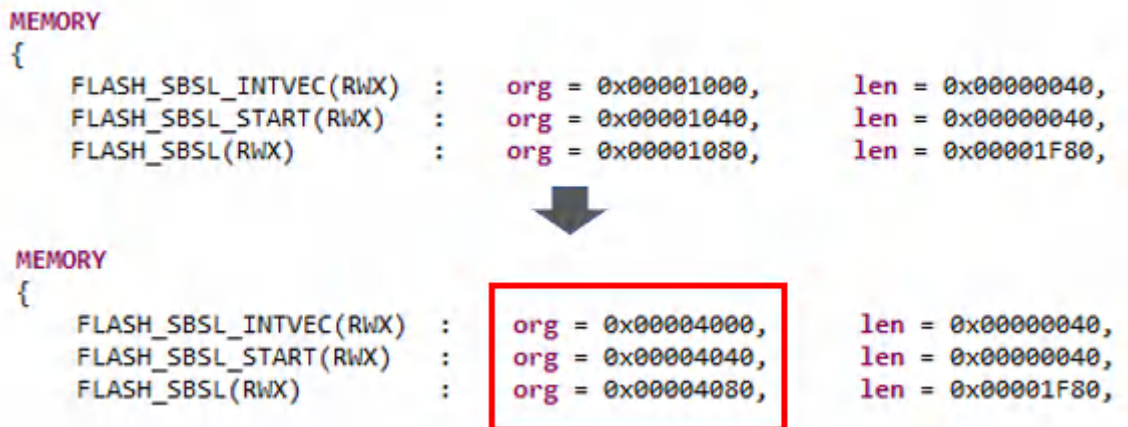 MEMORY
{
FLASH_SBSL_INTVEC(RWX) : org = 0x00001000, len = 0x00000040,
FLASH_SBSL_START(RWX) : org = 0x00001040, len = 0x00000040,
FLASH_SBSL(RWX) : org = 0x00001080, len = 0x00001F80,
MEMORY
{
FLASH_SBSL_INTVEC(RWX) : org = 0x00004000, len = 0x00000040,
FLASH_SBSL_START(RWX) : org = 0x00004040, len = 0x00000040,
FLASH_SBSL(RWX) : org = 0x00004080, len = 0x00001F80,